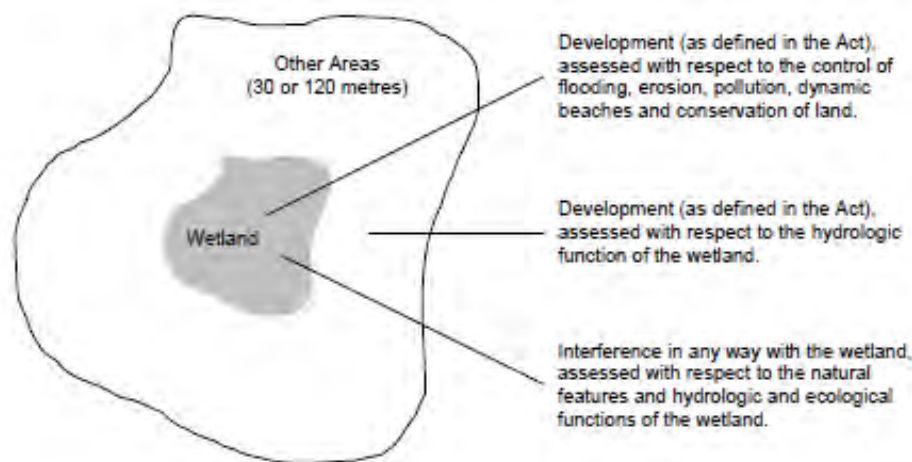 Other Areas
(30 or 120 metres)
Wetland
Development (as defined in the Act),
assessed with respect to the control of
flooding, erosion, pollution, dynamic
beaches and conservation of land.
Development (as defined in the Act),
assessed with respect to the hydrologic
function of the wetland.
Interference in any way with the wetland,
assessed with respect to the natural
features and hydrologic and ecological
functions of the wetland.